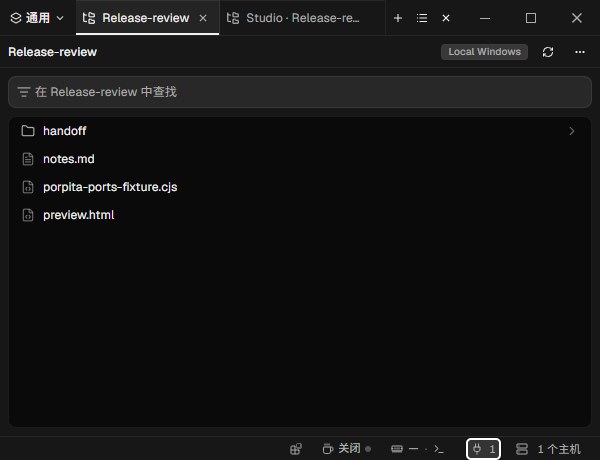 通用 Release-review Studio · Release-re…
Release-review Local Windows
在 Release-review 中查找
handoff
notes.md
porpita-ports-fixture.cjs
preview.html
关闭 — · 1 1 个主机